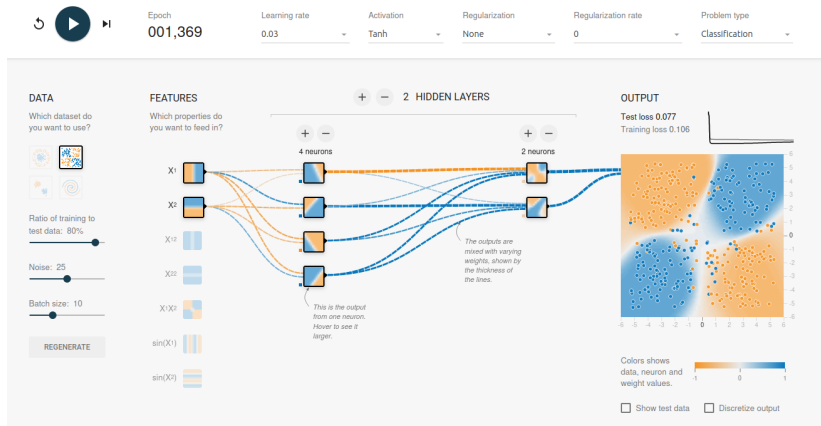 Epoch
001,369
Learning rate
0.03
Activation
Tanh
Regularization
None
Regularization rate
0
Problem type
Classification
DATA
Which dataset do
you want to use?
Ratio of training to
test data: 80%
Noise: 25
Batch size: 10
REGENERATE
FEATURES
Which properties do
you want to feed in?
X1
X2
X12
X22
X1X2
sin(X1)
sin(X2)
+ − 2 HIDDEN LAYERS
+ −
4 neurons
+ −
2 neurons
This is the output
from one neuron.
Hover to see it
larger.
The outputs are
mixed with varying
weights, shown by
the thickness of
the lines.
OUTPUT
Test loss 0.077
Training loss 0.106
6
5
4
3
2
1
0
-1
-2
-3
-4
-5
-6
-6 -5 -4 -3 -2 -1 0 1 2 3 4 5 6
Colors shows
data, neuron and
weight values.
-1 0 1
Show test data
Discretize output